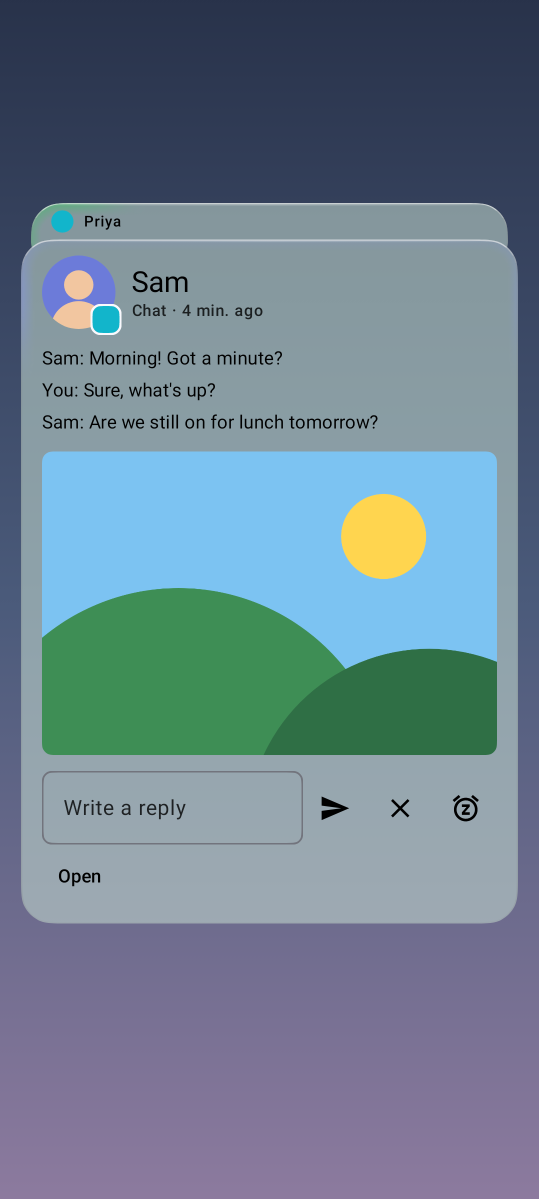 Priya
Sam
Chat · 4 min. ago
Sam: Morning! Got a minute?
You: Sure, what's up?
Sam: Are we still on for lunch tomorrow?
Write a reply
Open